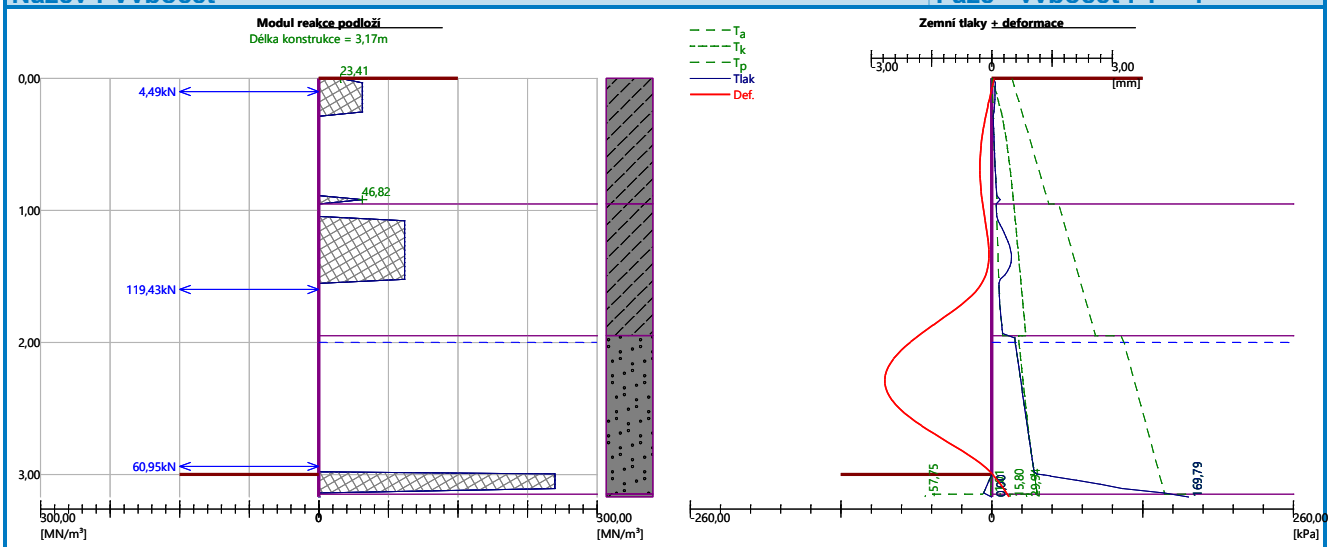 Modul reakce podloží
Délka konstrukce = 3,17m
23,41
0,00
4,49kN
46,82
1,00
119,43kN
2,00
60,95kN
3,00
300,00
0
300,00
[MN/m³]
[MN/m³]
Zemní tlaky + deformace
Ta
Tk
Tp
Tlak
Def.
-3,00
0
3,00
[mm]
-57,75
15,80
169,79
-260,00
0
260,00
[kPa]